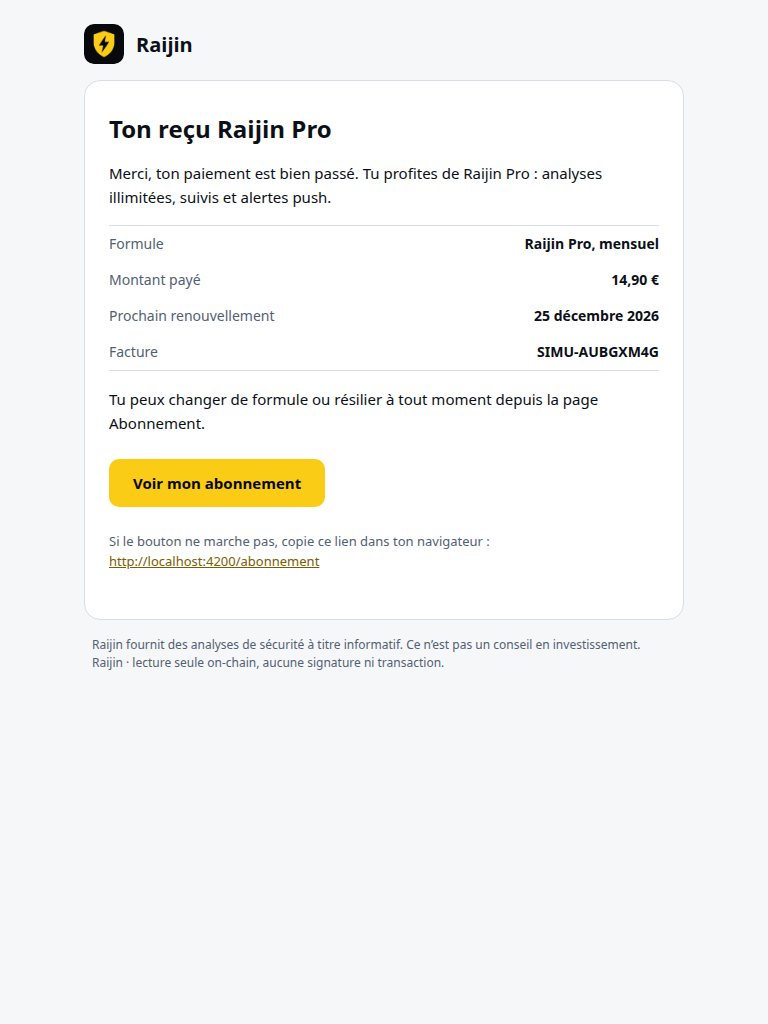 Raijin
Ton reçu Raijin Pro
Merci, ton paiement est bien passé. Tu profites de Raijin Pro : analyses
illimitées, suivis et alertes push.
Formule Raijin Pro, mensuel
Montant payé 14,90 €
Prochain renouvellement 25 décembre 2026
Facture SIMU-AUBGXM4G
Tu peux changer de formule ou résilier à tout moment depuis la page
Abonnement.
Voir mon abonnement
Si le bouton ne marche pas, copie ce lien dans ton navigateur :
http://localhost:4200/abonnement
Raijin fournit des analyses de sécurité à titre informatif. Ce n’est pas un conseil en investissement.
Raijin · lecture seule on-chain, aucune signature ni transaction.